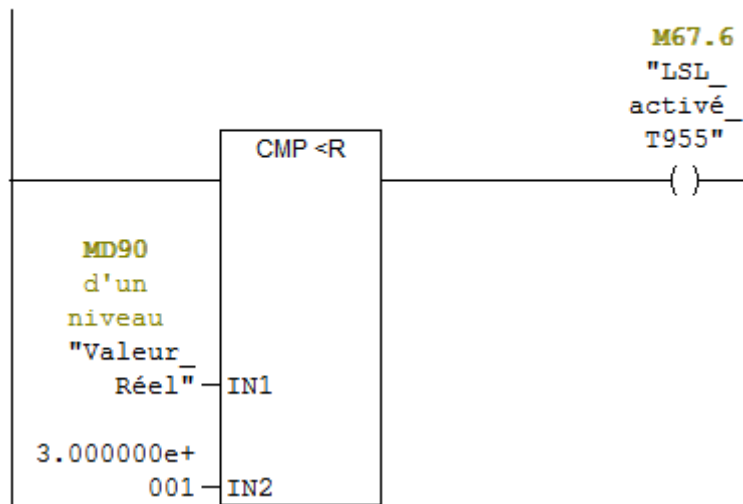 M67.6
"LSL_
activé_
T955"
CMP <R
( )
MD90
d'un
niveau
"Valeur_
Réel"
IN1
3.000000e+
001
IN2